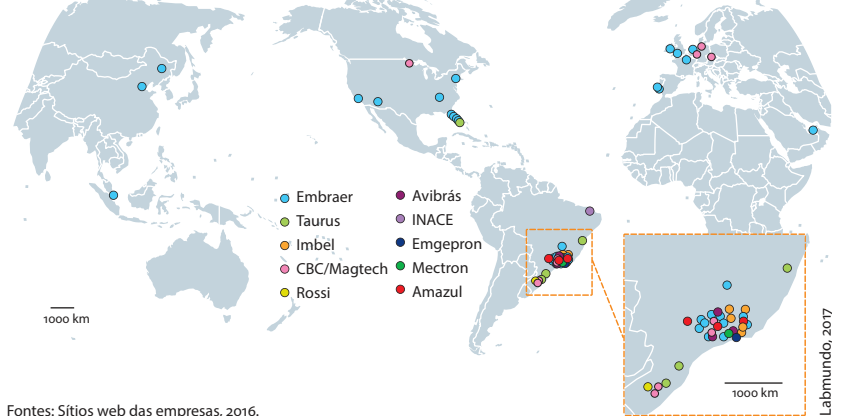 Embraer
Taurus
Imbel
CBC/Magtech
Rossi
Avibrás
INACE
Emgepron
Mectron
Amazul
1000 km
1000 km
Labmundo, 2017
Fontes: Sítios web das empresas, 2016.